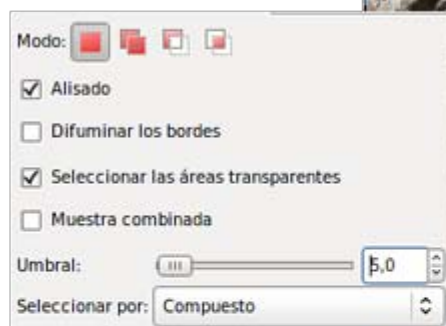 Modo:
Alisado
Difuminar los bordes
Seleccionar las áreas transparentes
Muestra combinada
Umbral: 5,0
Seleccionar por: Compuesto